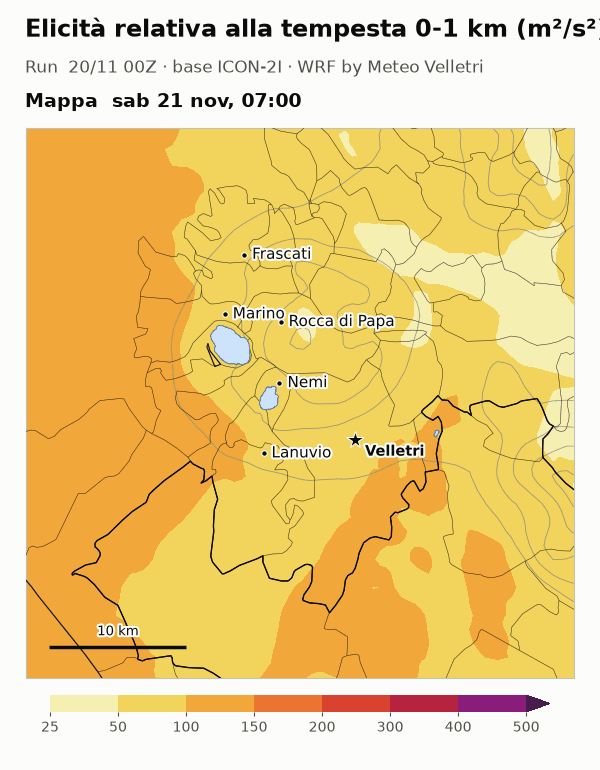 Elicità relativa alla tempesta 0-1 km (m²/s²)
Run  20/11 00Z · base ICON-2I · WRF by Meteo Velletri
Mappa  sab 21 nov, 07:00
Frascati
Marino
Rocca di Papa
Nemi
Lanuvio
Velletri
10 km
25 50 100 150 200 300 400 500